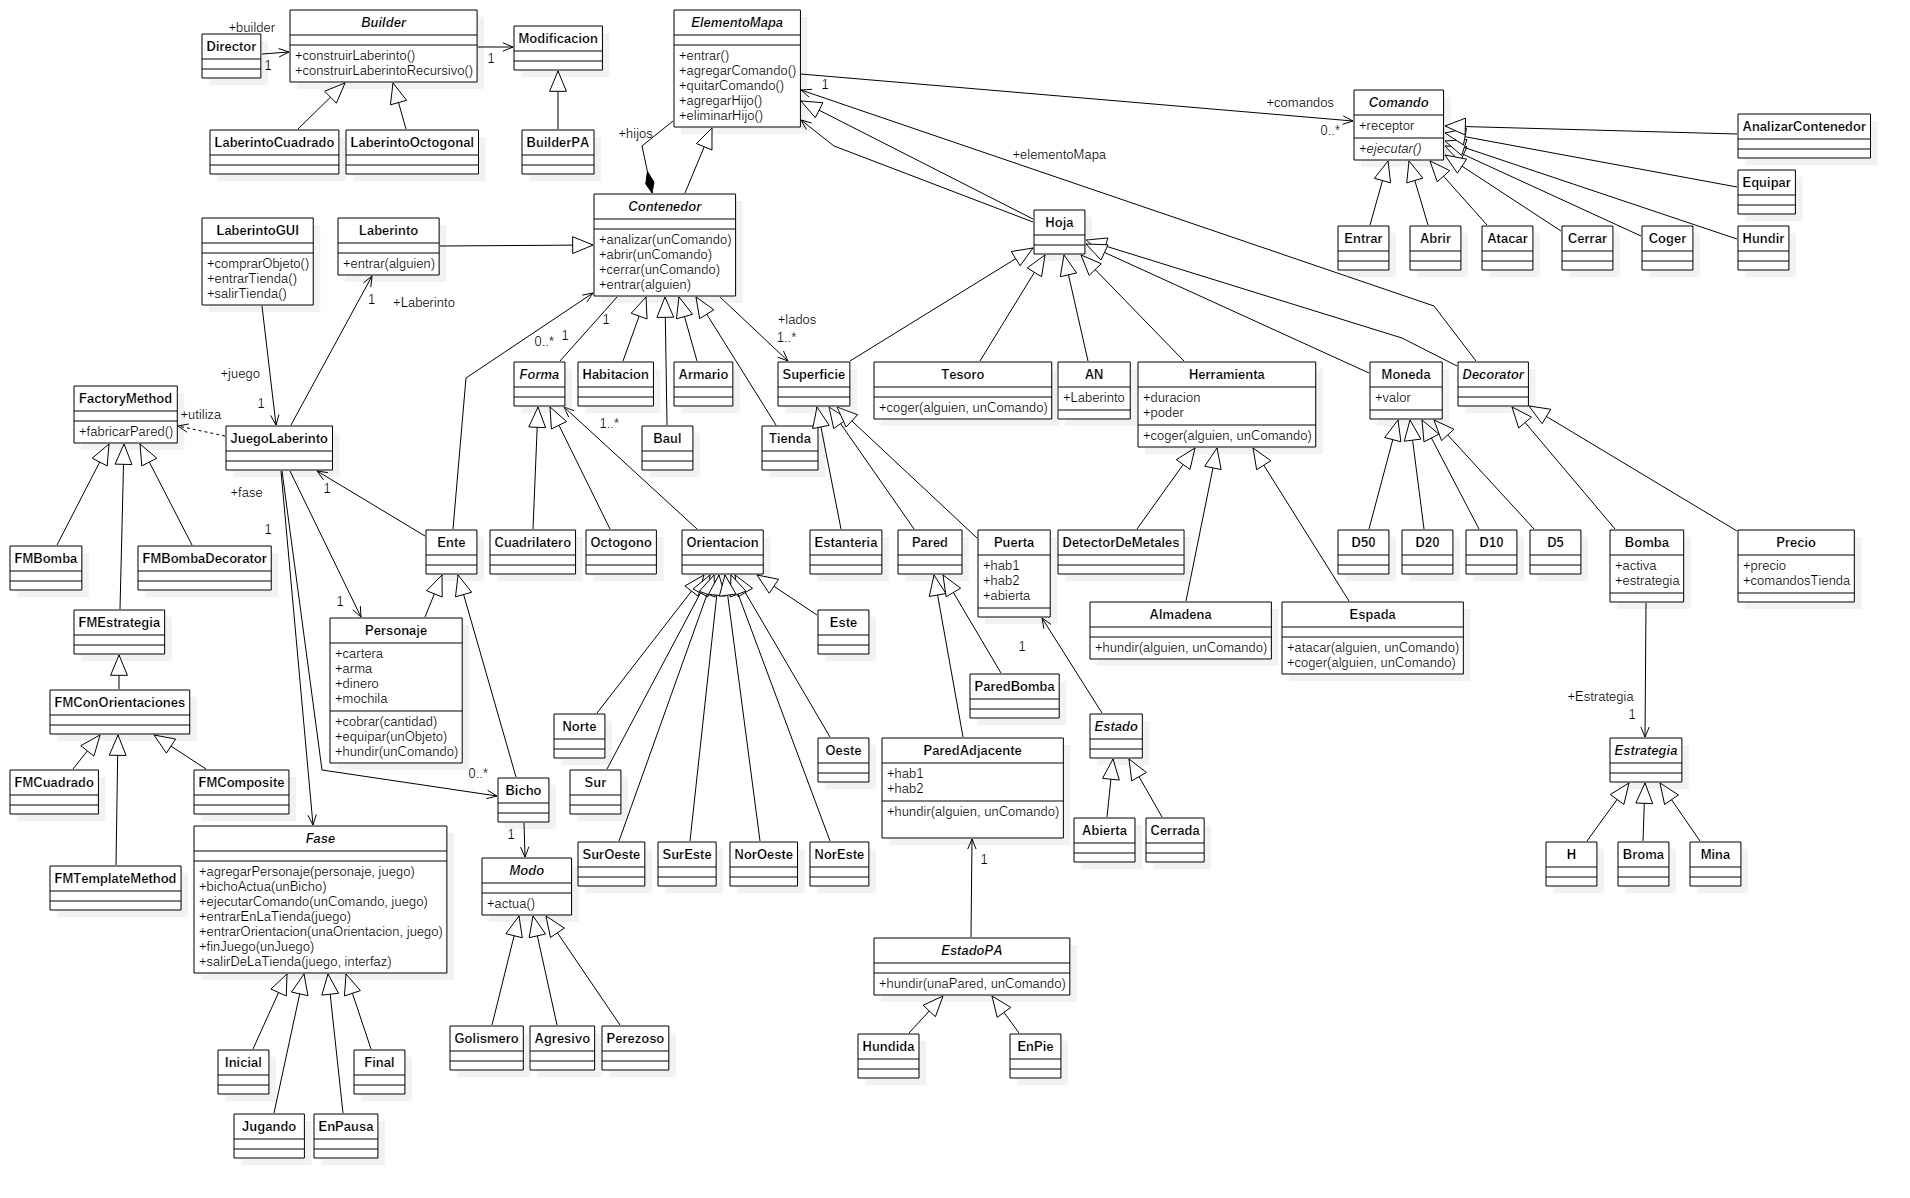 +builder
Director
1
Builder
+construirLaberinto()
+construirLaberintoRecursivo()
1
Modificacion
LaberintoCuadrado
LaberintoOctogonal
BuilderPA
ElementoMapa
+entrar()
+agregarComando()
+quitarComando()
+agregarHijo()
+eliminarHijo()
1
+hijos
+comandos
0..*
+elementoMapa
Comando
+receptor
+ejecutar()
AnalizarContenedor
Equipar
Entrar
Abrir
Atacar
Cerrar
Coger
Hundir
LaberintoGUI
+comprarObjeto()
+entrarTienda()
+salirTienda()
Laberinto
+entrar(alguien)
1
+Laberinto
Contenedor
+analizar(unComando)
+abrir(unComando)
+cerrar(unComando)
+entrar(alguien)
Hoja
0..*
1
1
+lados
1..*
+juego
1
FactoryMethod
+fabricarPared()
+utiliza
JuegoLaberinto
Forma
1..*
Habitacion
Armario
Baul
Tienda
Superficie
Tesoro
+coger(alguien, unComando)
AN
+Laberinto
Herramienta
+duracion
+poder
+coger(alguien, unComando)
Moneda
+valor
Decorator
+fase
1
1
1
FMBomba
FMBombaDecorator
FMEstrategia
FMConOrientaciones
FMCuadrado
FMComposite
FMTemplateMethod
Ente
Cuadrilatero
Octogono
Orientacion
Estanteria
Pared
Puerta
+hab1
+hab2
+abierta
1
DetectorDeMetales
Almadena
+hundir(alguien, unComando)
Espada
+atacar(alguien, unComando)
+coger(alguien, unComando)
D50
D20
D10
D5
Bomba
+activa
+estrategia
Precio
+precio
+comandosTienda
Personaje
+cartera
+arma
+dinero
+mochila
+cobrar(cantidad)
+equipar(unObjeto)
+hundir(unComando)
0..*
Bicho
1
Norte
Sur
SurOeste
SurEste
NorOeste
NorEste
Oeste
Este
ParedBomba
ParedAdjacente
+hab1
+hab2
+hundir(alguien, unComando)
1
Estado
Abierta
Cerrada
+Estrategia
1
Estrategia
H
Broma
Mina
Fase
+agregarPersonaje(personaje, juego)
+bichoActua(unBicho)
+ejecutarComando(unComando, juego)
+entrarEnLaTienda(juego)
+entrarOrientacion(unaOrientacion, juego)
+finJuego(unJuego)
+salirDeLaTienda(juego, interfaz)
Modo
+actua()
EstadoPA
+hundir(unaPared, unComando)
Golismero
Agresivo
Perezoso
Hundida
EnPie
Inicial
Final
Jugando
EnPausa